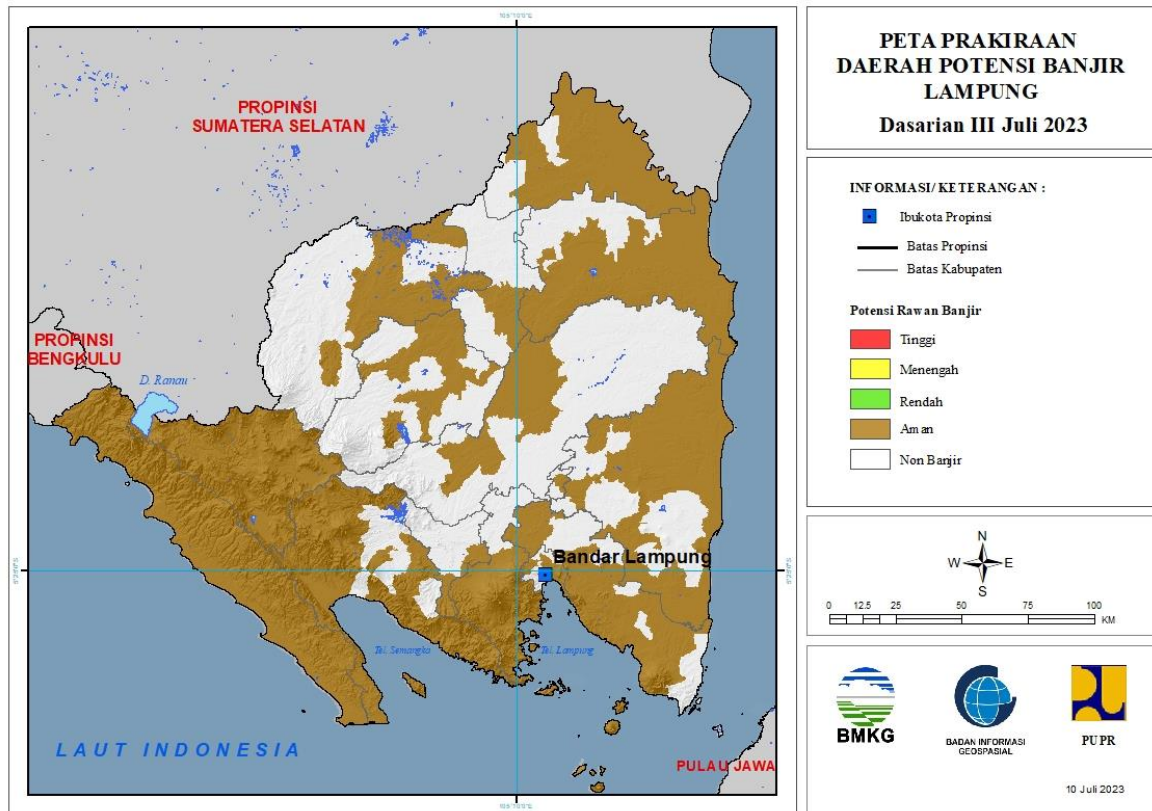 PROPINSI
SUMATERA SELATAN
PROPINSI
BENGKULU
D. Ranau
Bandar Lampung
Tel. Semangka
Tel. Lampung
LAUT INDONESIA
PULAU JAWA
PETA PRAKIRAAN
DAERAH POTENSI BANJIR
LAMPUNG
Dasarian III Juli 2023
INFORMASI/ KETERANGAN :
Ibukota Propinsi
Batas Propinsi
Batas Kabupaten
Potensi Rawan Banjir
Tinggi
Menengah
Rendah
Aman
Non Banjir
N
W E
S
0 12.5 25 50 75 100
KM
BMKG
BADAN INFORMASI
GEOSPASIAL
PUPR
10 Juli 2023